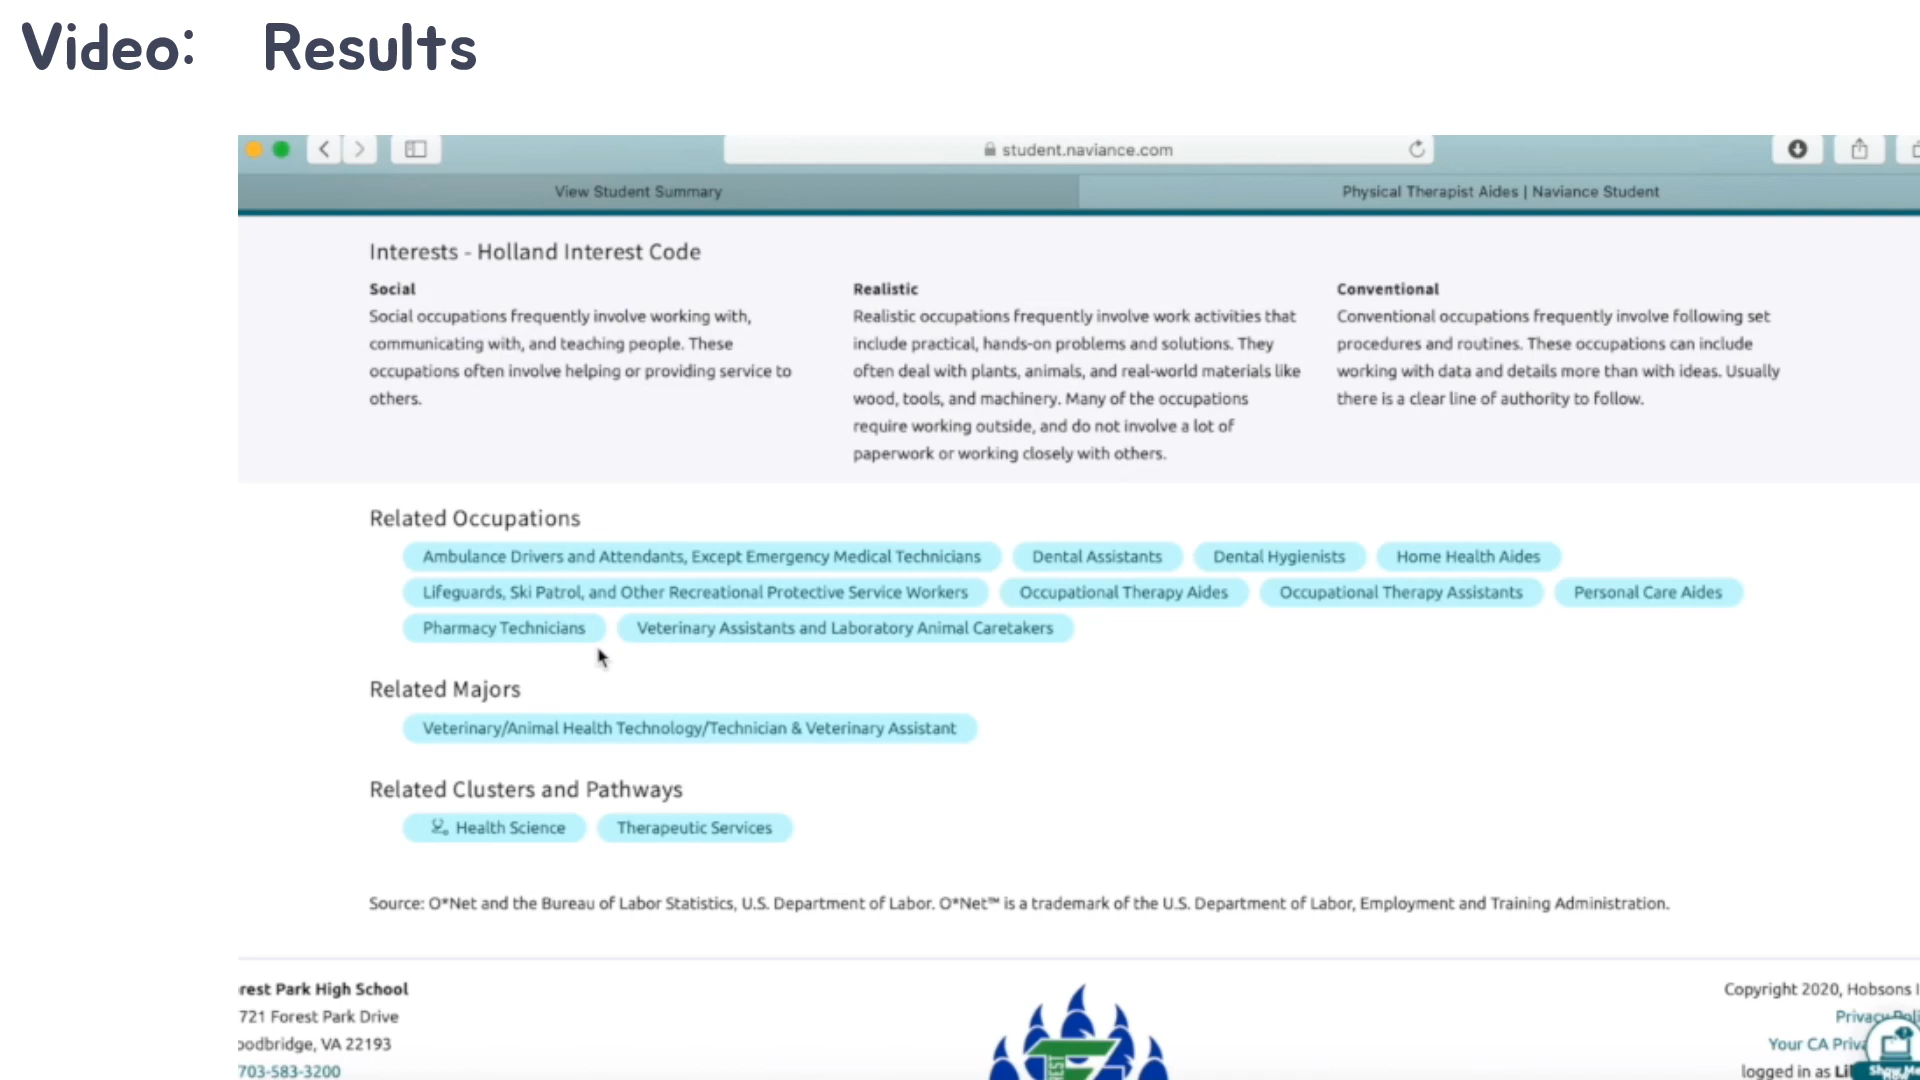 Video: Results
student.naviance.com
View Student Summary
Physical Therapist Aides | Naviance Student
Interests - Holland Interest Code
Social
Social occupations frequently involve working with,
communicating with, and teaching people. These
occupations often involve helping or providing service to
others.
Realistic
Realistic occupations frequently involve work activities that
include practical, hands-on problems and solutions. They
often deal with plants, animals, and real-world materials like
wood, tools, and machinery. Many of the occupations
require working outside, and do not involve a lot of
paperwork or working closely with others.
Conventional
Conventional occupations frequently involve following set
procedures and routines. These occupations can include
working with data and details more than with ideas. Usually
there is a clear line of authority to follow.
Related Occupations
Ambulance Drivers and Attendants, Except Emergency Medical Technicians Dental Assistants Dental Hygienists Home Health Aides
Lifeguards, Ski Patrol, and Other Recreational Protective Service Workers Occupational Therapy Aides Occupational Therapy Assistants Personal Care Aides
Pharmacy Technicians Veterinary Assistants and Laboratory Animal Caretakers
Related Majors
Veterinary/Animal Health Technology/Technician & Veterinary Assistant
Related Clusters and Pathways
Health Science Therapeutic Services
Source: O*Net and the Bureau of Labor Statistics, U.S. Department of Labor. O*Net™ is a trademark of the U.S. Department of Labor, Employment and Training Administration.
rest Park High School
721 Forest Park Drive
oodbridge, VA 22193
703-583-3200
Copyright 2020, Hobsons I
Privacy
Your CA Priv
logged in as
Show Me